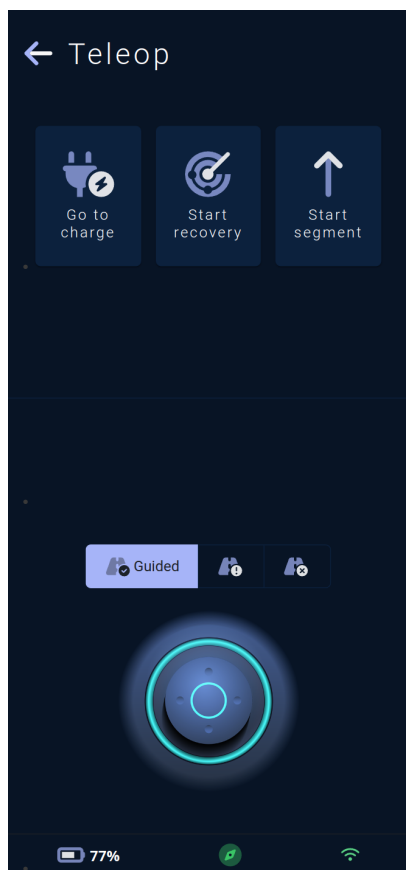 Teleop
Go to
charge
Start
recovery
Start
segment
Guided
77%